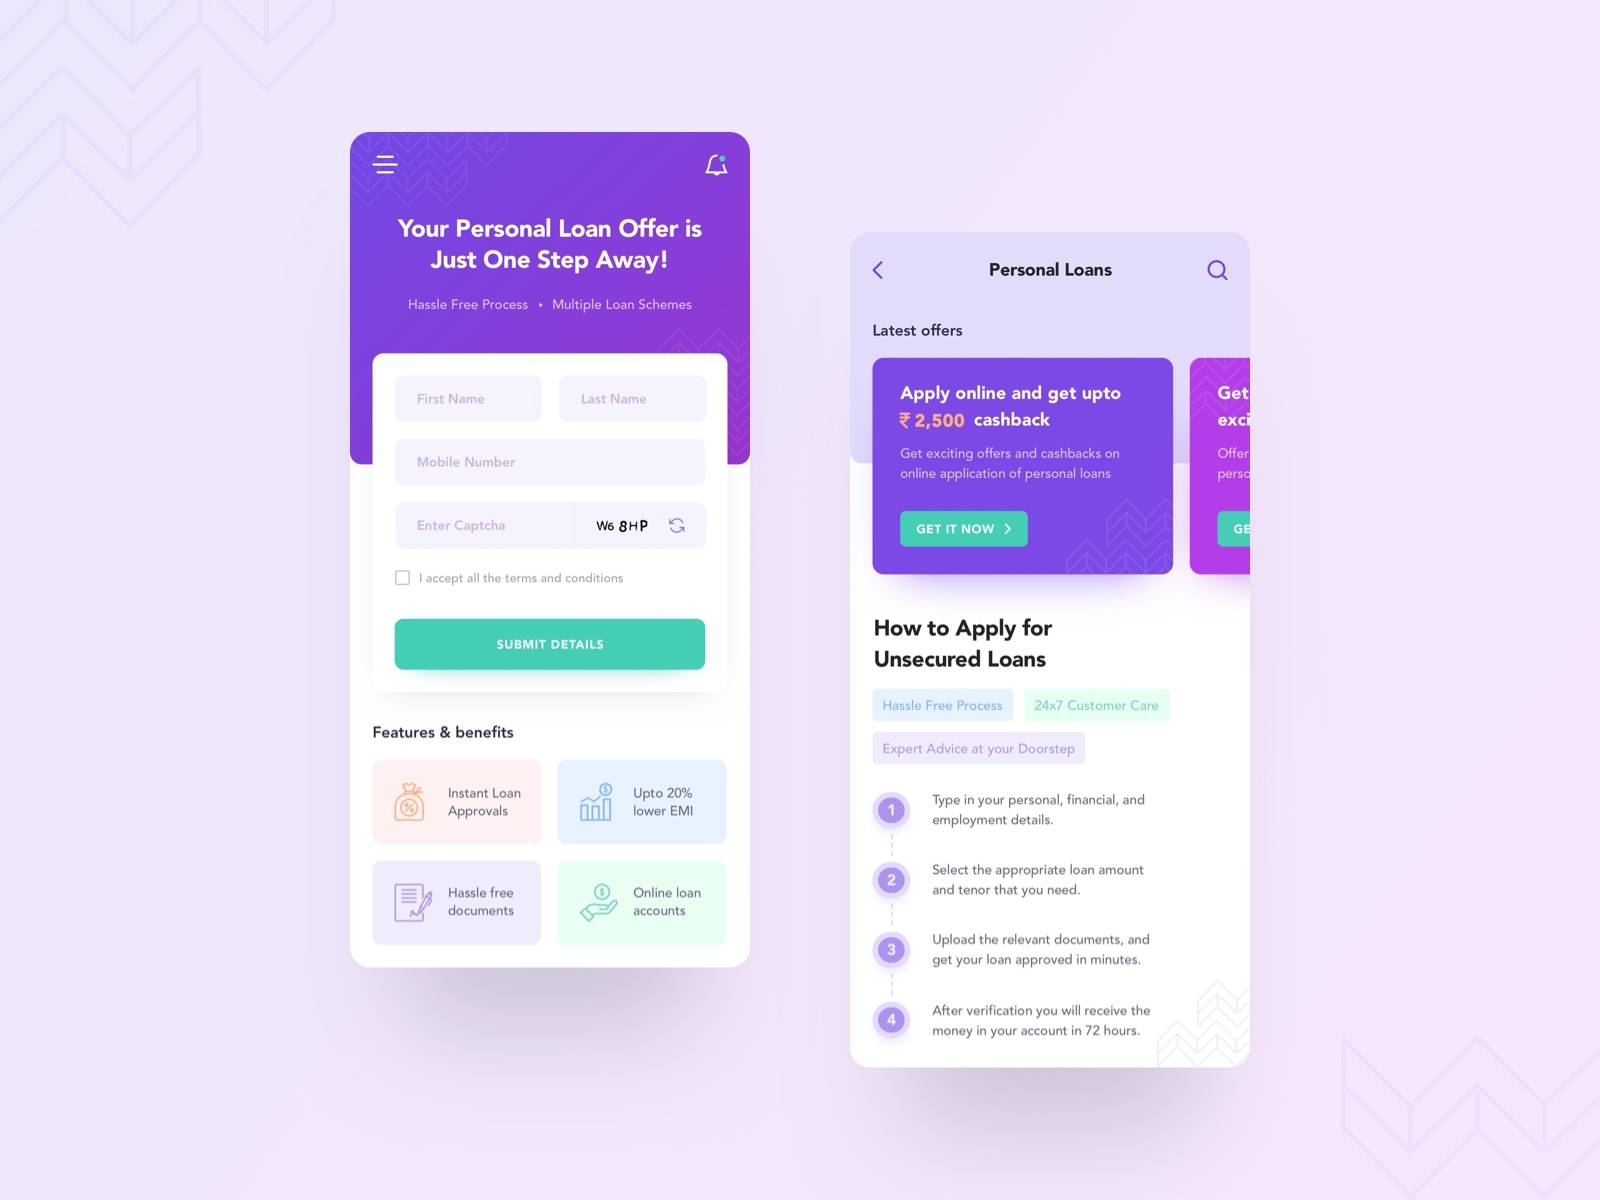 Your Personal Loan Offer is
Just One Step Away!
Hassle Free Process • Multiple Loan Schemes
First Name
Last Name
Mobile Number
Enter Captcha
W6 8HP
I accept all the terms and conditions
SUBMIT DETAILS
Features & benefits
Instant Loan
Approvals
Upto 20%
lower EMI
Hassle free
documents
Online loan
accounts
Personal Loans
Latest offers
Apply online and get upto
₹ 2,500 cashback
Get exciting offers and cashbacks on
online application of personal loans
GET IT NOW
Get
exci
Offer
perso
GE
How to Apply for
Unsecured Loans
Hassle Free Process
24x7 Customer Care
Expert Advice at your Doorstep
1
Type in your personal, financial, and
employment details.
2
Select the appropriate loan amount
and tenor that you need.
3
Upload the relevant documents, and
get your loan approved in minutes.
4
After verification you will receive the
money in your account in 72 hours.